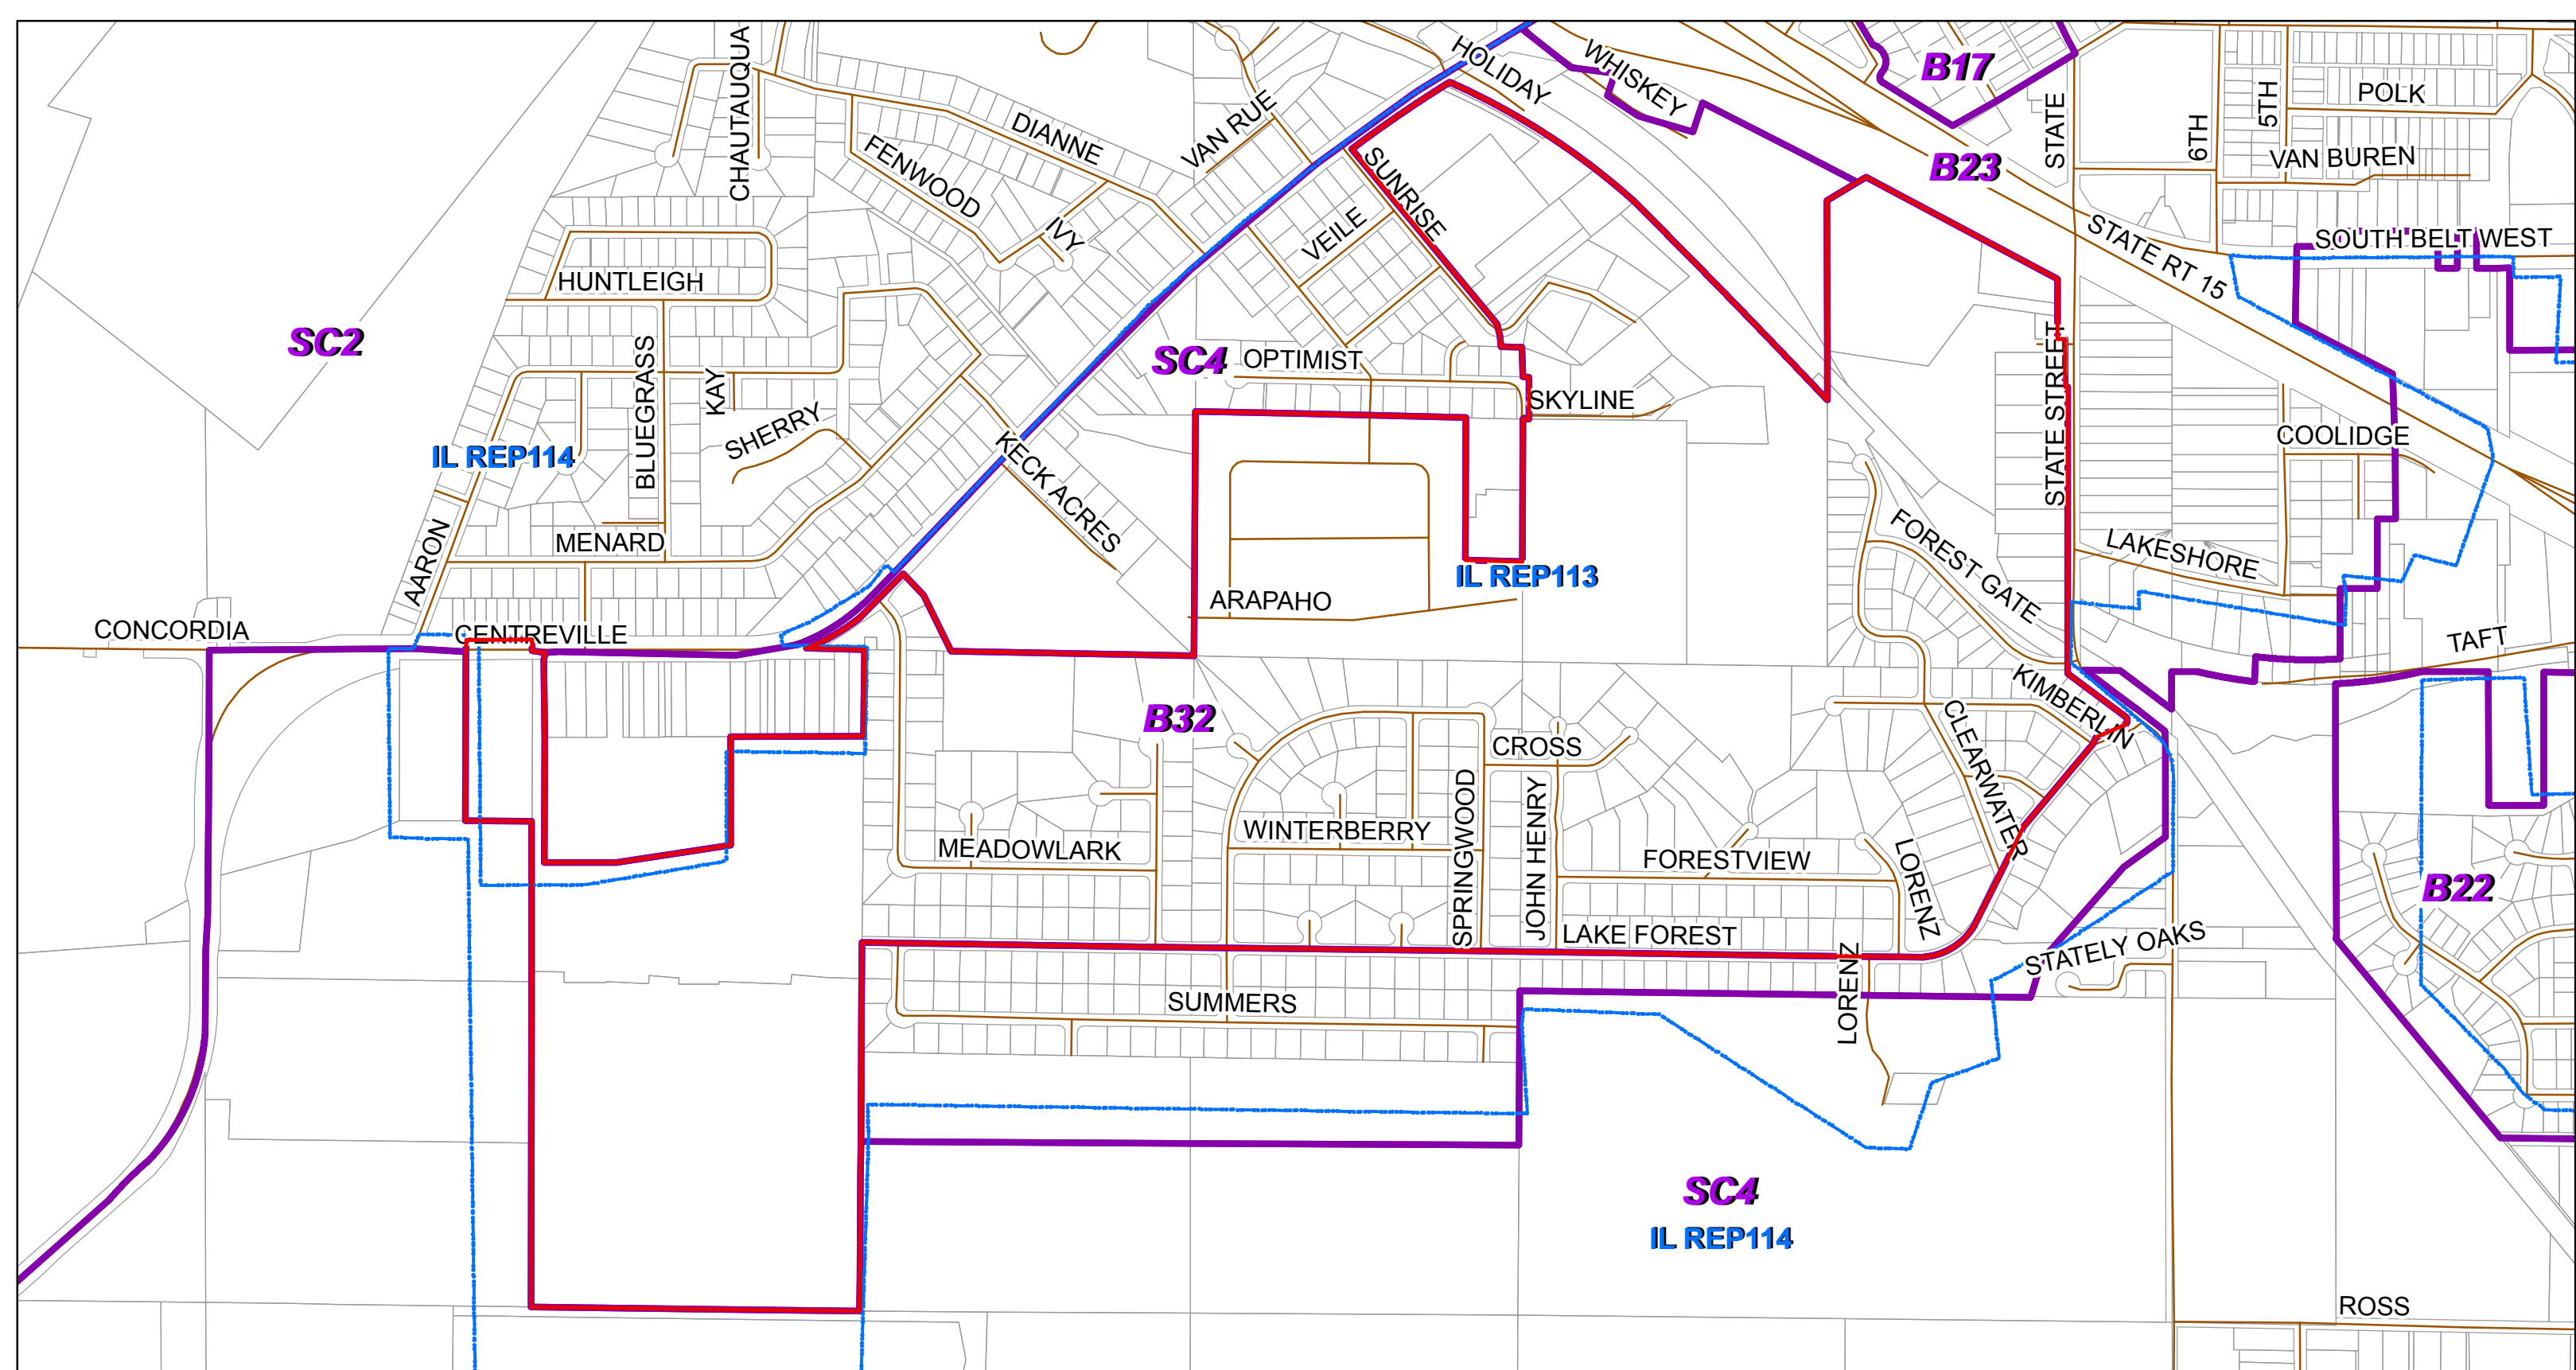 CHAUTAUQUA
HOLIDAY
WHISKEY
B17
STATE
6TH
5TH
POLK
VAN BUREN
DIANNE
VAN RUE
FENWOOD
IVY
SUNRISE
VEILE
B23
STATE RT 15
SOUTH BELT WEST
HUNTLEIGH
SC2
BLUEGRASS
KAY
SHERRY
SC4
OPTIMIST
SKYLINE
STATE STREET
COOLIDGE
IL REP114
KECK ACRES
AARON
MENARD
IL REP113
ARAPAHO
FOREST GATE
LAKESHORE
CONCORDIA
CENTREVILLE
TAFT
KIMBERLIN
B32
CROSS
CLEARWATER
SPRINGWOOD
JOHN HENRY
WINTERBERRY
MEADOWLARK
FORESTVIEW
LORENZ
B22
LAKE FOREST
STATELY OAKS
LORENZ
SUMMERS
SC4
IL REP114
ROSS